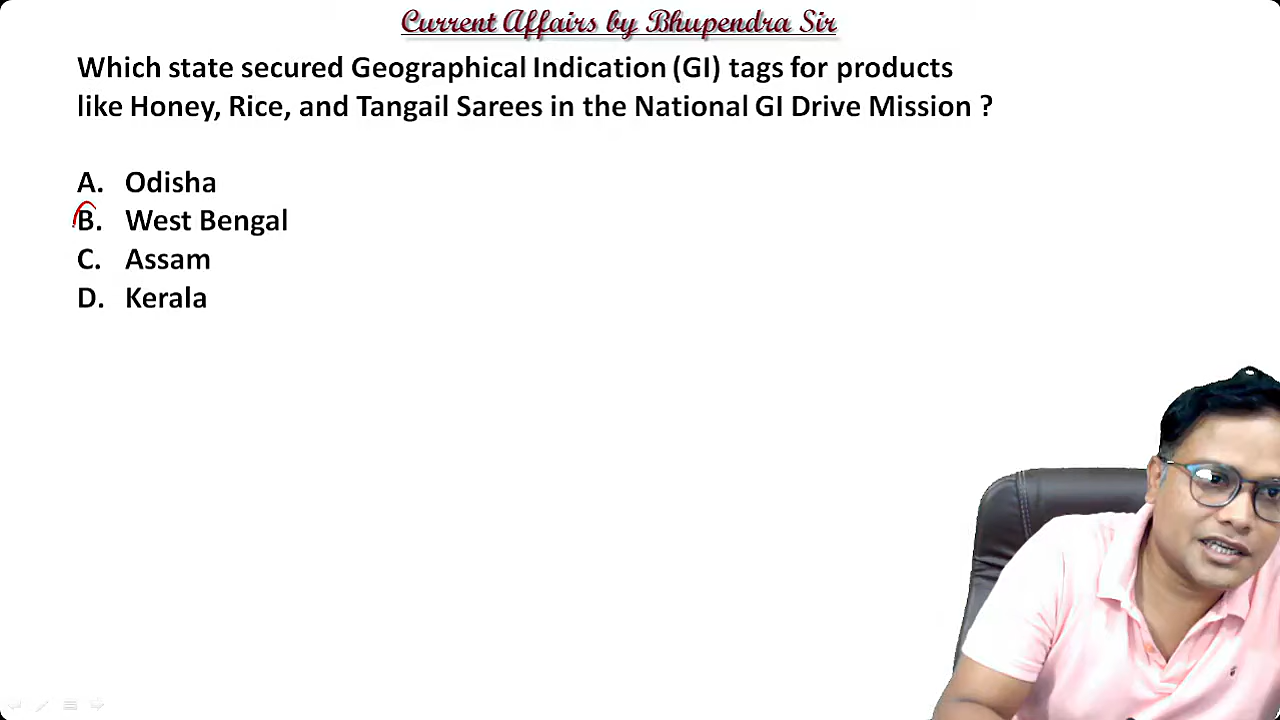 Current Affairs by Bhupendra Sir
Which state secured Geographical Indication (GI) tags for products
like Honey, Rice, and Tangail Sarees in the National GI Drive Mission ?
A. Odisha
B. West Bengal
C. Assam
D. Kerala